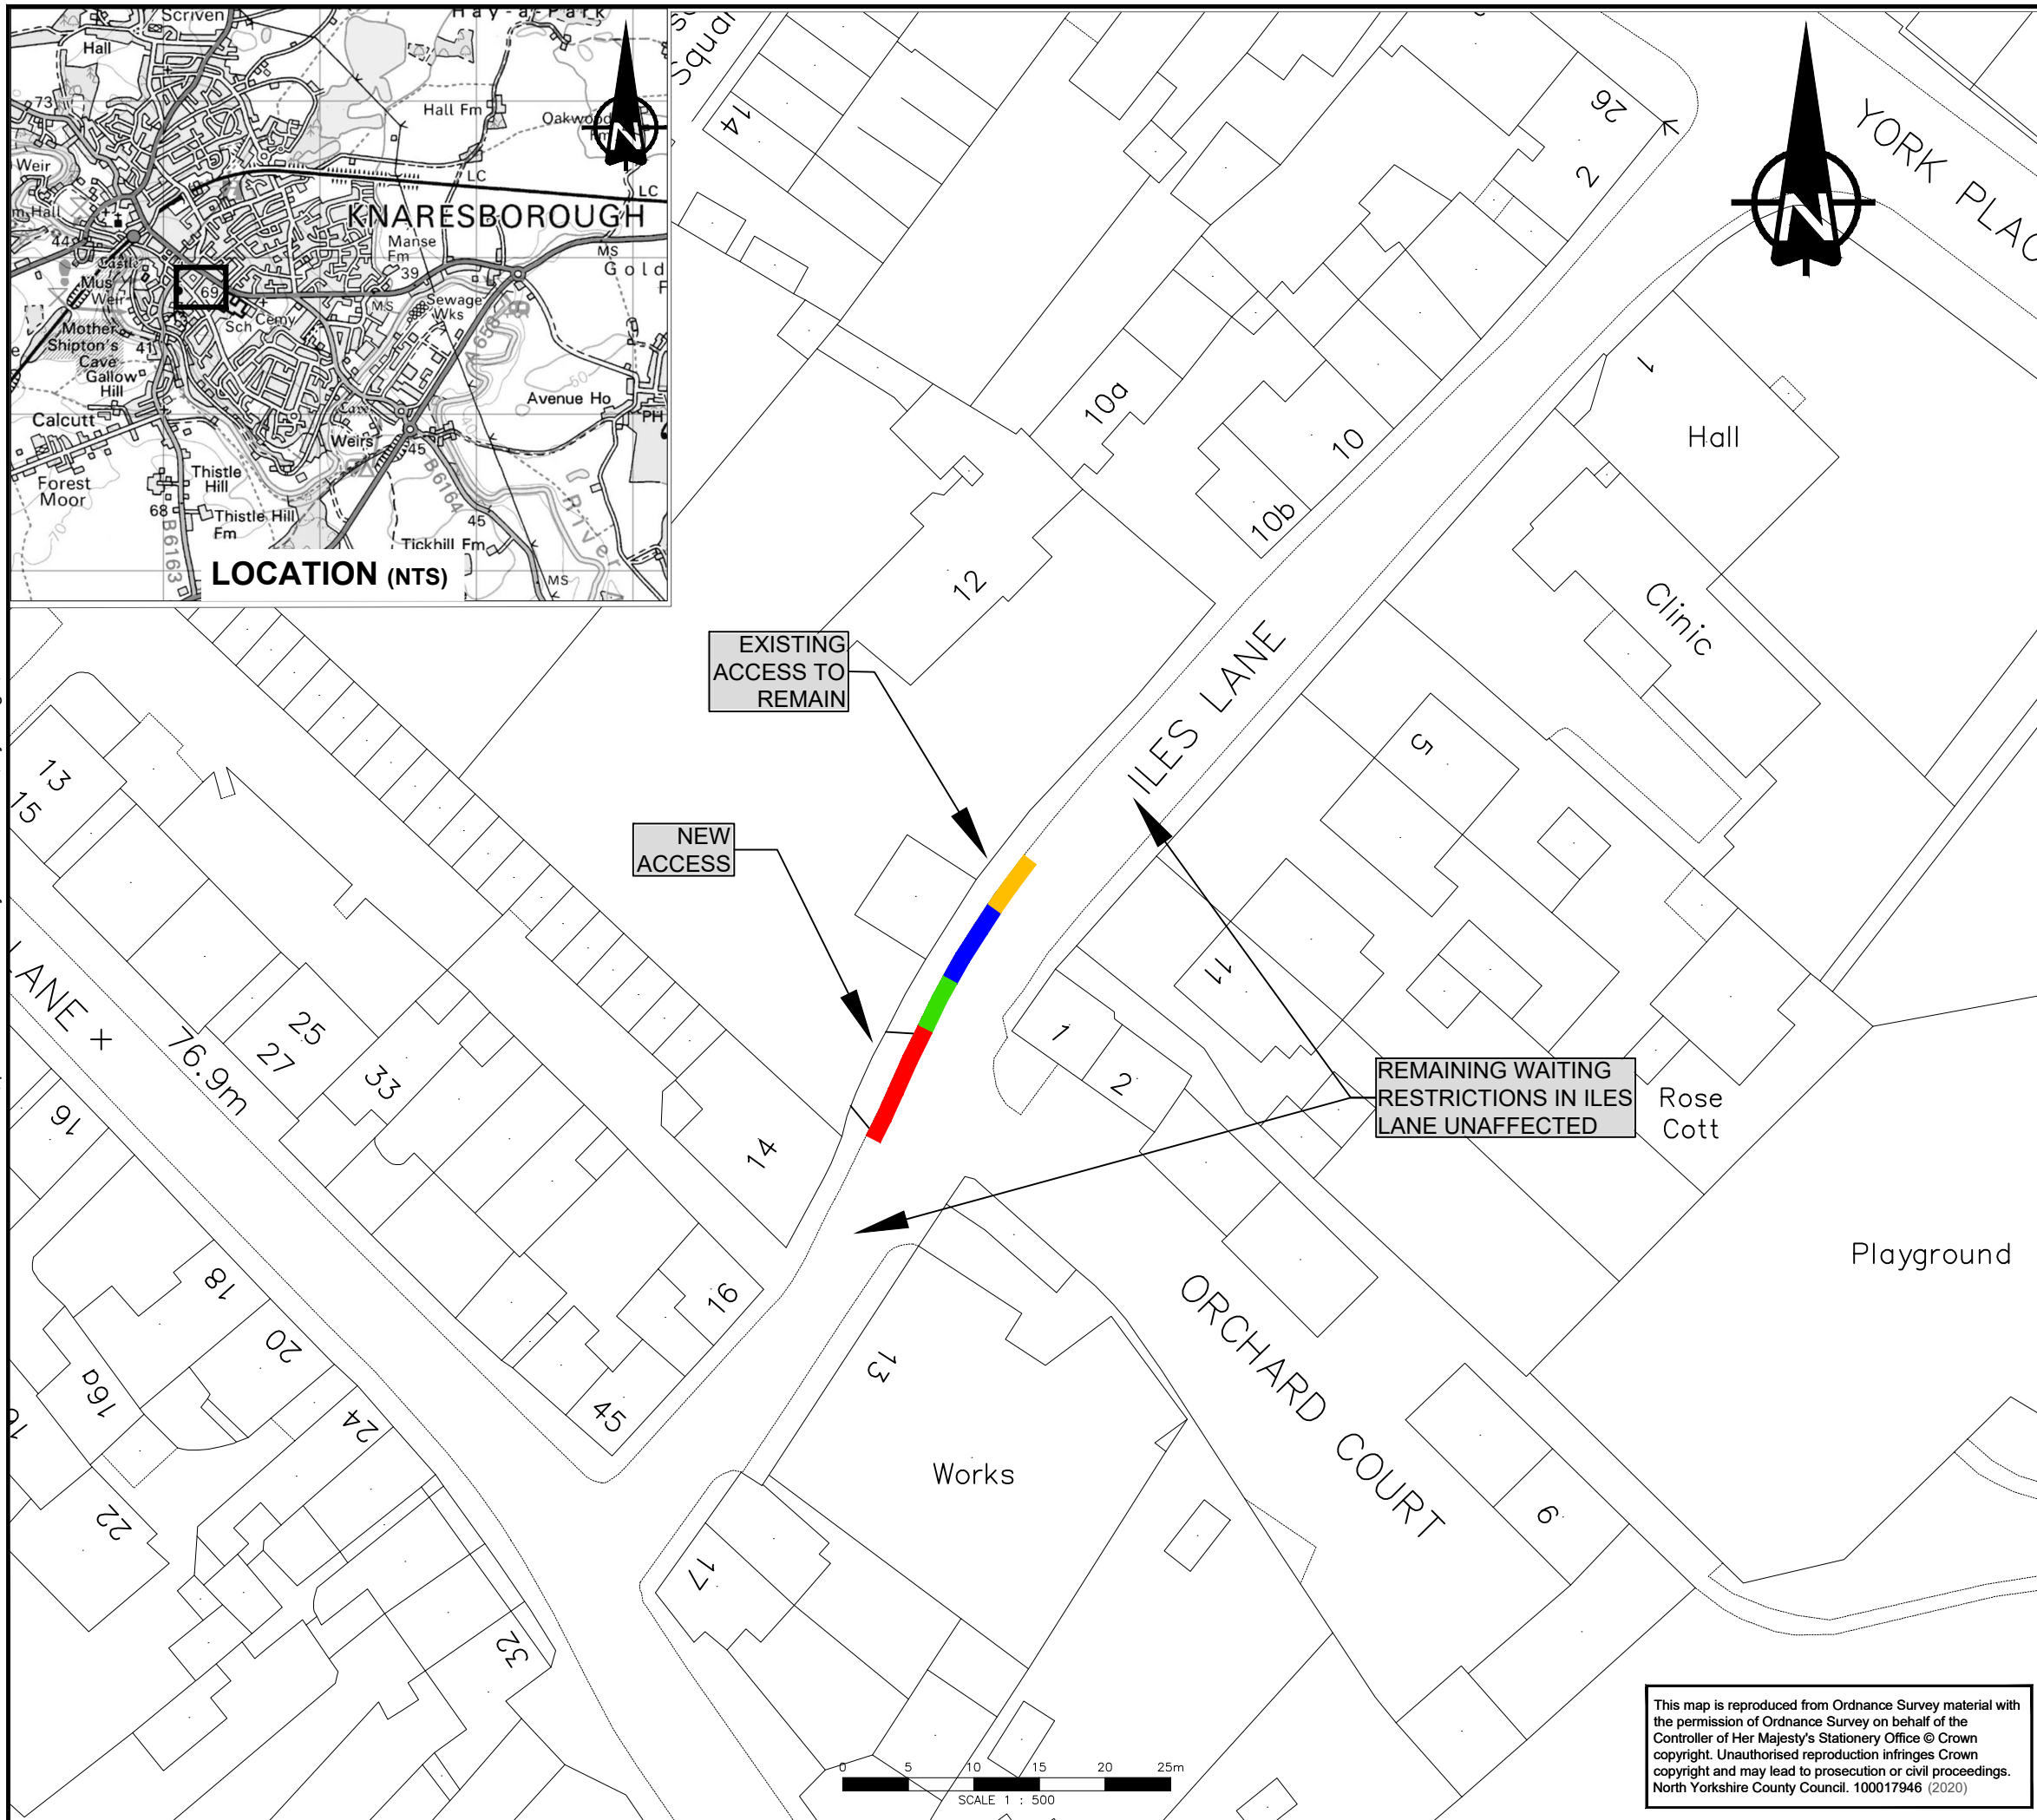 Scriven
Hay-a-Park
Hall
73
Hall Fm
Weir
LC
LC
KNARESBOROUGH
Manse
Fm
39
MS
44
Castle
Mus
Weir
69
Sch
Cemy
MS
Sewage
Wks
Mother
Shipton's
Cave
41
Gallow
Hill
Calcutt
Avenue Ho
PH
Weirs
45
Forest
Moor
Thistle
Hill
68
Thistle Hill
Fm
B6163
B6164
45
River
Tickhill Fm
MS
N
LOCATION (NTS)
14
26
2
YORK PLAC
N
1
Hall
10a
10
10b
12
Clinic
ILES LANE
5
EXISTING
ACCESS TO
REMAIN
NEW
ACCESS
13
15
LANE
76.9m
25
27
33
11
1
2
REMAINING WAITING
RESTRICTIONS IN ILES
LANE UNAFFECTED
Rose
Cott
14
16
16
18
20
16a
24
22
45
13
Works
ORCHARD COURT
Playground
9
17
32
0 5 10 15 20 25m
SCALE 1 : 500
This map is reproduced from Ordnance Survey material with
the permission of Ordnance Survey on behalf of the
Controller of Her Majesty's Stationery Office © Crown
copyright. Unauthorised reproduction infringes Crown
copyright and may lead to prosecution or civil proceedings.
North Yorkshire County Council. 100017946 (2020)